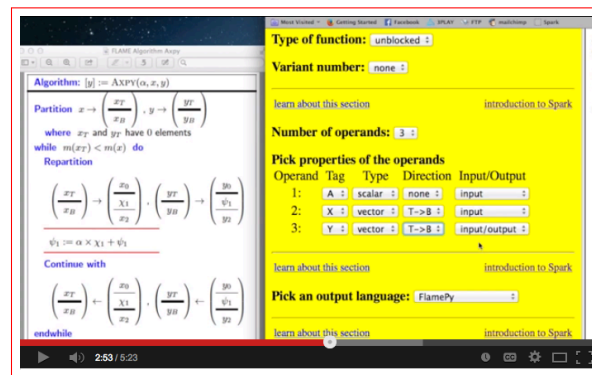 Most Visited Getting Started Facebook SPLAY FTP mailchimp Spark
FLAME Algorithm Axpy
Algorithm: [y] := AXPY(α, x, y)
Partition x → ( xT / xB ) , y → ( yT / yB )
where xT and yT have 0 elements
while m(xT) < m(x) do
Repartition
( xT / xB ) → ( x0 / χ1 / x2 ) , ( yT / yB ) → ( y0 / ψ1 / y2 )
ψ1 := α × χ1 + ψ1
Continue with
( xT / xB ) ← ( x0 / χ1 / x2 ) , ( yT / yB ) ← ( y0 / ψ1 / y2 )
endwhile
Type of function: unblocked
Variant number: none
learn about this section introduction to Spark
Number of operands: 3
Pick properties of the operands
Operand Tag Type Direction Input/Output
1: A scalar none input
2: X vector T->B input
3: Y vector T->B input/output
learn about this section introduction to Spark
Pick an output language: FlamePy
learn about this section introduction to Spark
2:53 / 5:23
CC